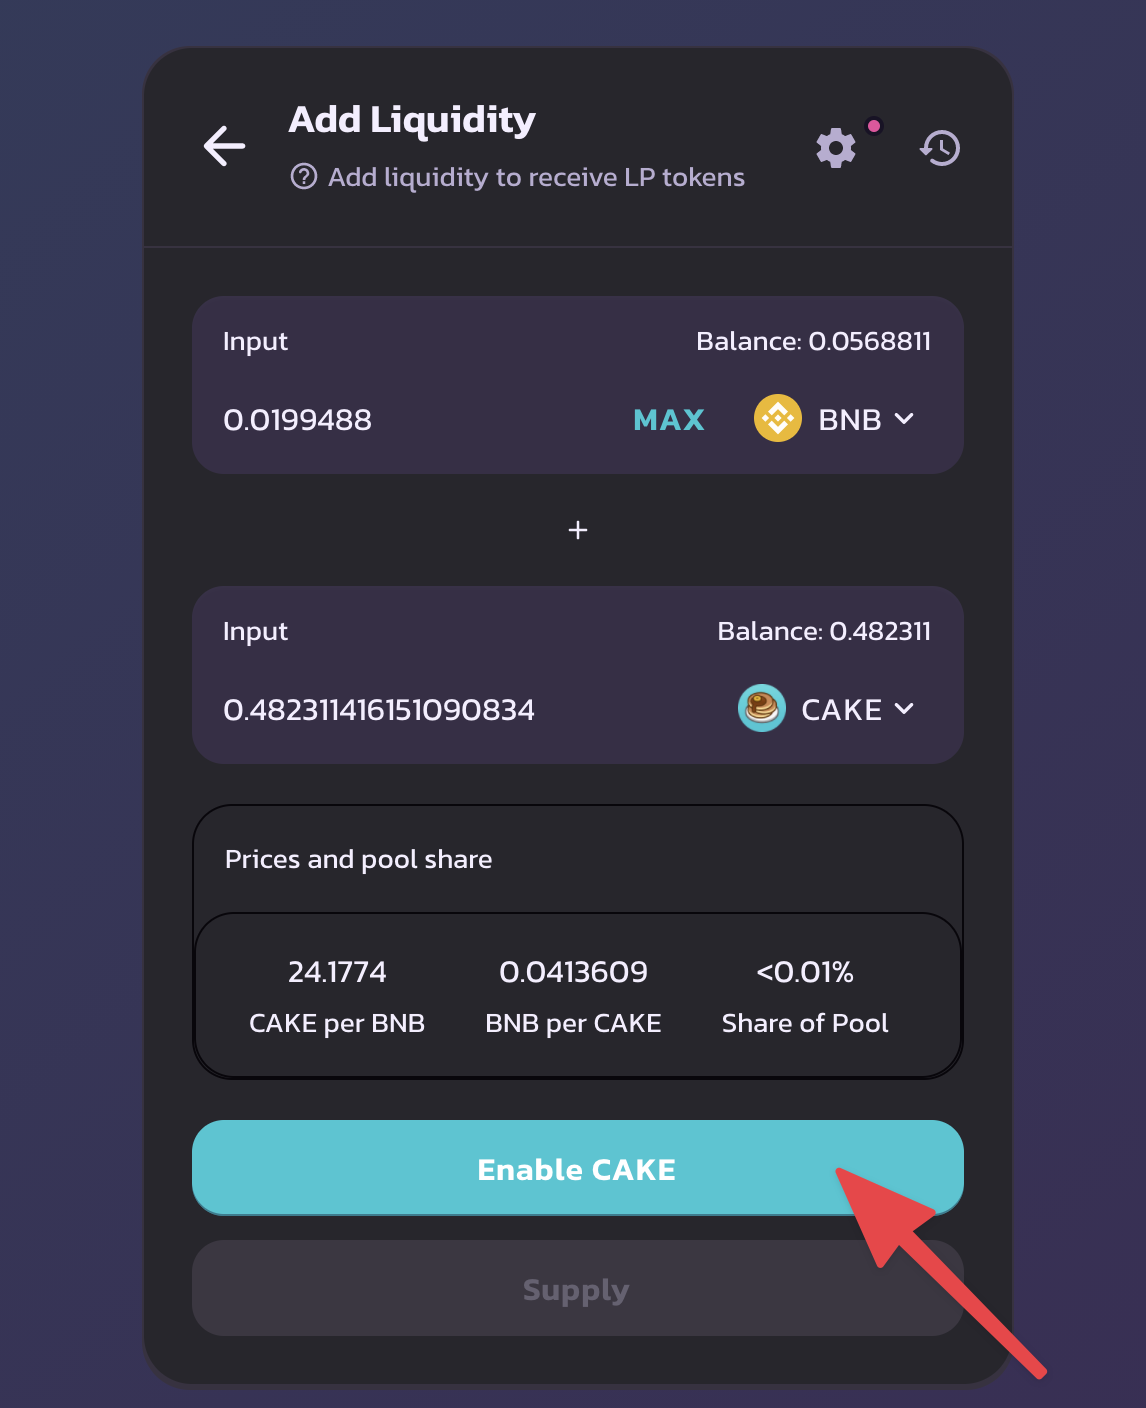 Add Liquidity
Add liquidity to receive LP tokens
Input Balance: 0.0568811
0.0199488 MAX BNB
+
Input Balance: 0.482311
0.482311416151090834 CAKE
Prices and pool share
24.1774 0.0413609 <0.01%
CAKE per BNB BNB per CAKE Share of Pool
Enable CAKE
Supply